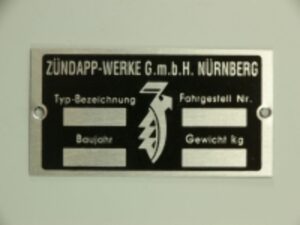 ZÜNDAPP-WERKE G.m.b.H. NÜRNBERG
Typ-Bezeichnung Fahrgestell Nr.
Baujahr Gewicht kg